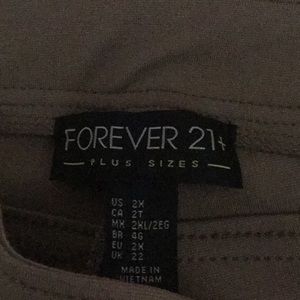 FOREVER 21+
PLUS SIZES
US 2X
CA 2T
MX 2XL/2EG
BR 4G
EU 2X
UK 22
MADE IN
VIETNAM